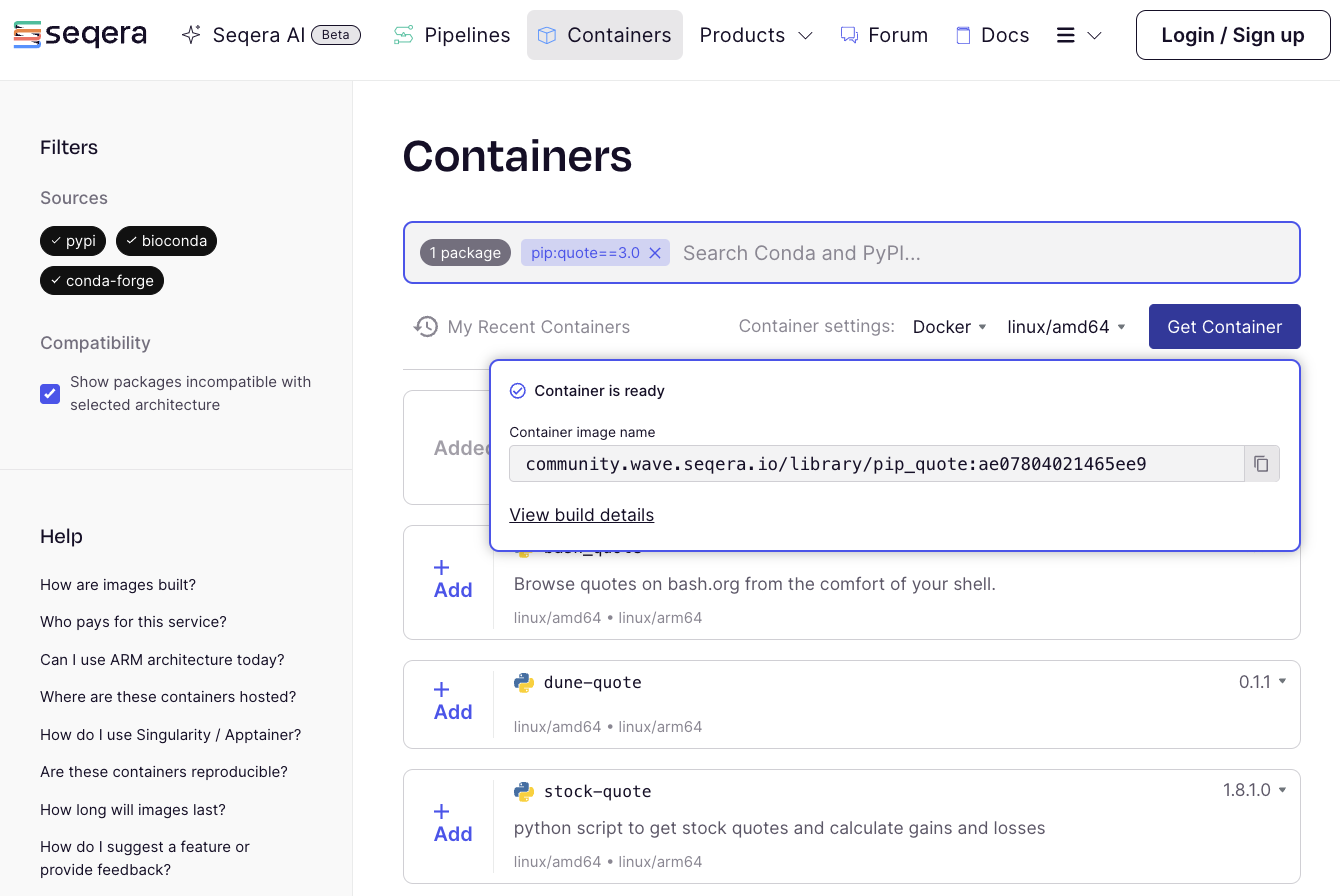 seqera
Seqera AI Beta
Pipelines
Containers
Products
Forum
Docs
Login / Sign up
Filters
Sources
pypi
bioconda
conda-forge
Compatibility
Show packages incompatible with
selected architecture
Help
How are images built?
Who pays for this service?
Can I use ARM architecture today?
Where are these containers hosted?
How do I use Singularity / Apptainer?
Are these containers reproducible?
How long will images last?
How do I suggest a feature or
provide feedback?
Containers
1 package pip:quote==3.0 Search Conda and PyPI...
My Recent Containers
Container settings: Docker linux/amd64 Get Container
Container is ready
Container image name
community.wave.seqera.io/library/pip_quote:ae07804021465ee9
View build details
Added
Add
Browse quotes on bash.org from the comfort of your shell.
linux/amd64 • linux/arm64
Add
dune-quote 0.1.1
linux/amd64 • linux/arm64
Add
stock-quote 1.8.1.0
python script to get stock quotes and calculate gains and losses
linux/amd64 • linux/arm64